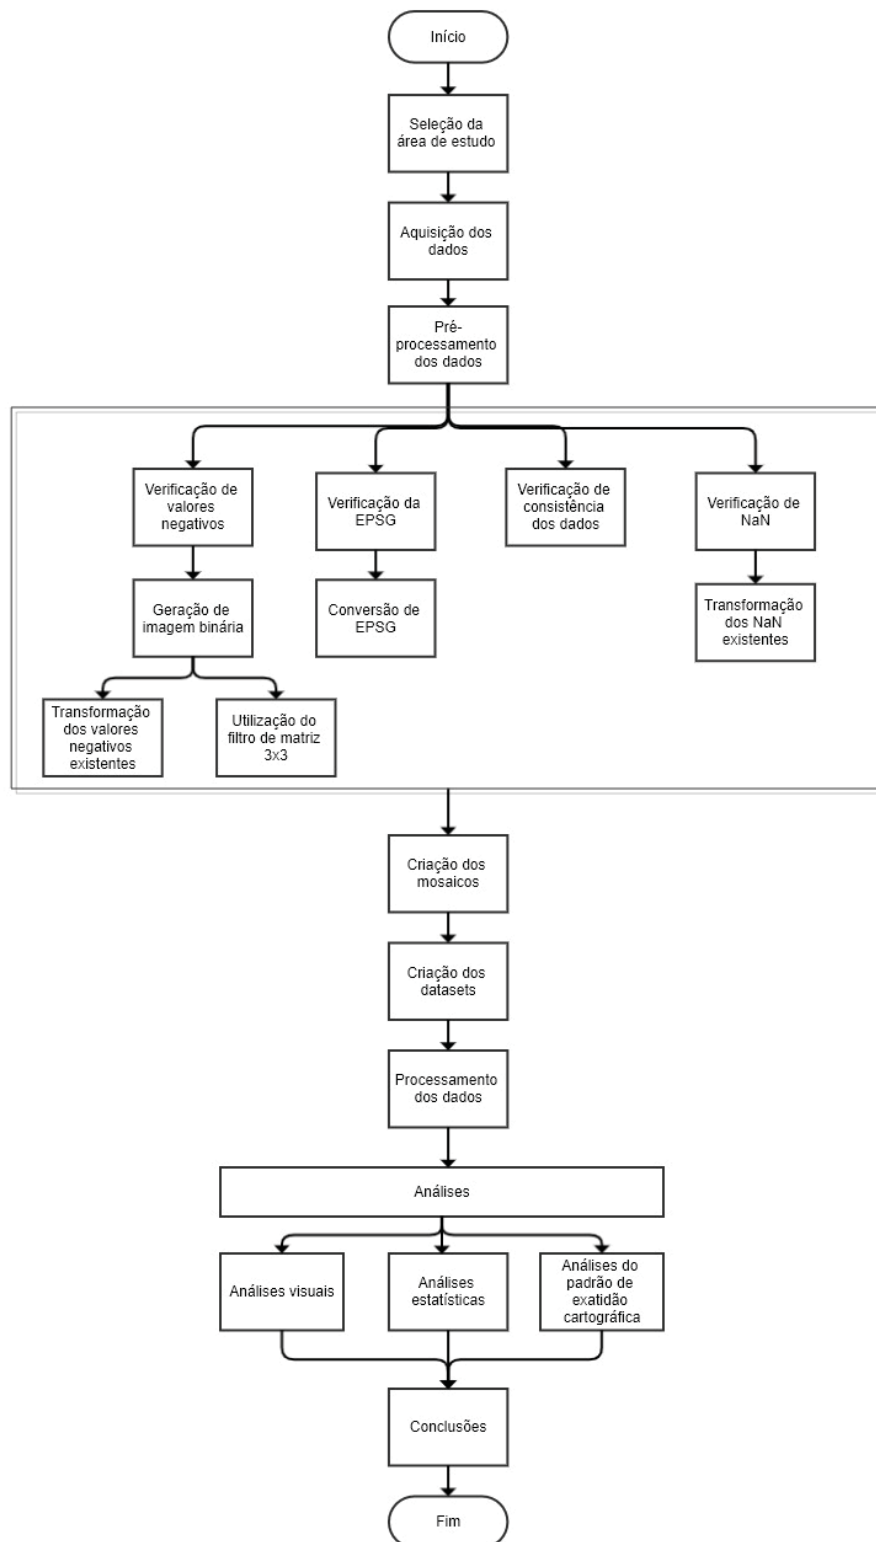 Início
Seleção da
área de estudo
Aquisição dos
dados
Pré-
processamento
dos dados
Verificação de
valores
negativos
Verificação da
EPSG
Verificação de
consistência
dos dados
Verificação de
NaN
Geração de
imagem binária
Conversão de
EPSG
Transformação
dos NaN
existentes
Transformação
dos valores
negativos
existentes
Utilização do
filtro de matriz
3x3
Criação dos
mosaicos
Criação dos
datasets
Processamento
dos dados
Análises
Análises visuais
Análises
estatísticas
Análises do
padrão de
exatidão
cartográfica
Conclusões
Fim